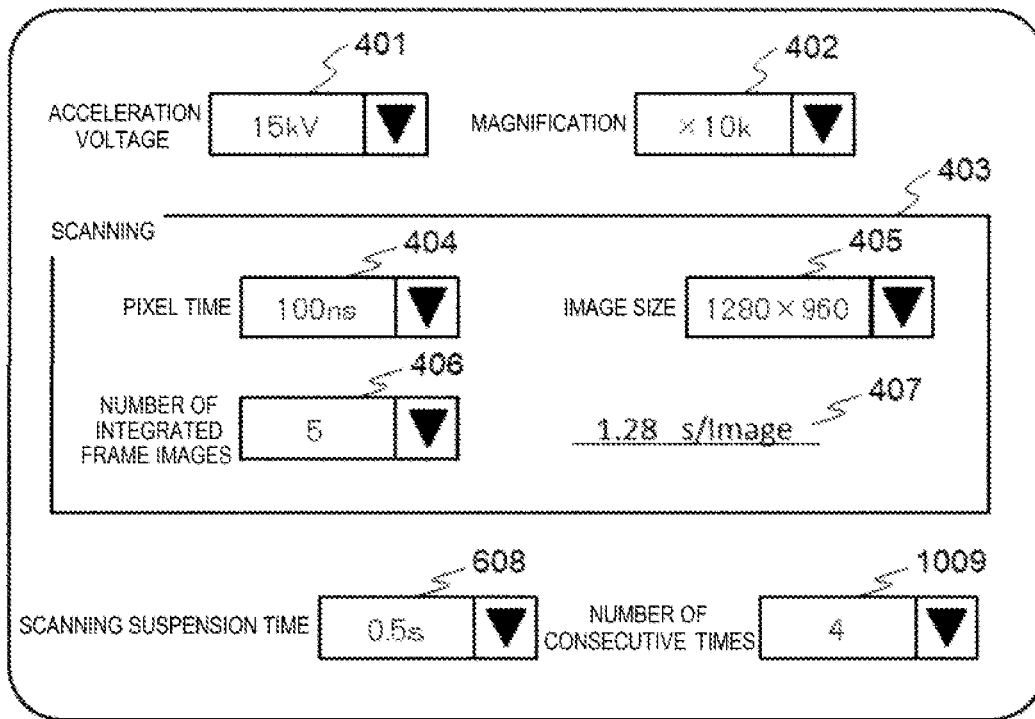 401
402
ACCELERATION
VOLTAGE
15kV
MAGNIFICATION
×10k
403
SCANNING
404
405
PIXEL TIME
100ns
IMAGE SIZE
1280×960
406
407
NUMBER OF
INTEGRATED
FRAME IMAGES
5
1.28 s/Image
608
1009
SCANNING SUSPENSION TIME
0.5s
NUMBER OF
CONSECUTIVE TIMES
4